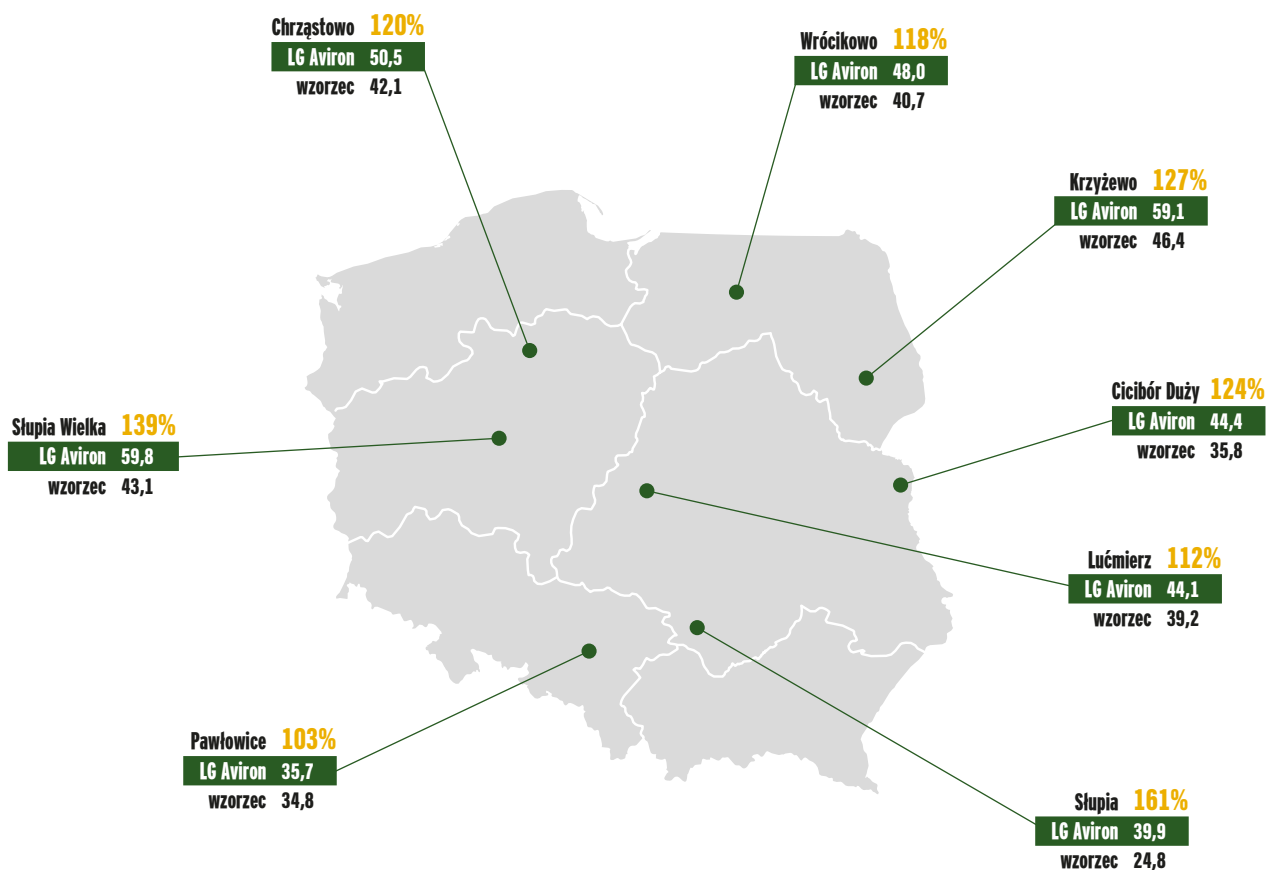 Chrząstowo 120%
LG Aviron 50,5
wzorzec 42,1
Wrócikowo 118%
LG Aviron 48,0
wzorzec 40,7
Krzyżewo 127%
LG Aviron 59,1
wzorzec 46,4
Cicibór Duży 124%
LG Aviron 44,4
wzorzec 35,8
Słupia Wielka 139%
LG Aviron 59,8
wzorzec 43,1
Lućmierz 112%
LG Aviron 44,1
wzorzec 39,2
Pawłowice 103%
LG Aviron 35,7
wzorzec 34,8
Słupia 161%
LG Aviron 39,9
wzorzec 24,8